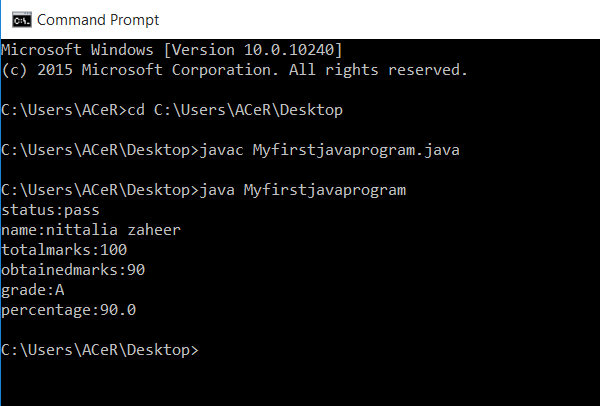 Command Prompt
Microsoft Windows [Version 10.0.10240]
(c) 2015 Microsoft Corporation. All rights reserved.
C:\Users\ACeR>cd C:\Users\ACeR\Desktop
C:\Users\ACeR\Desktop>javac Myfirstjavaprogram.java
C:\Users\ACeR\Desktop>java Myfirstjavaprogram
status:pass
name:nittalia zaheer
totalmarks:100
obtainedmarks:90
grade:A
percentage:90.0
C:\Users\ACeR\Desktop>